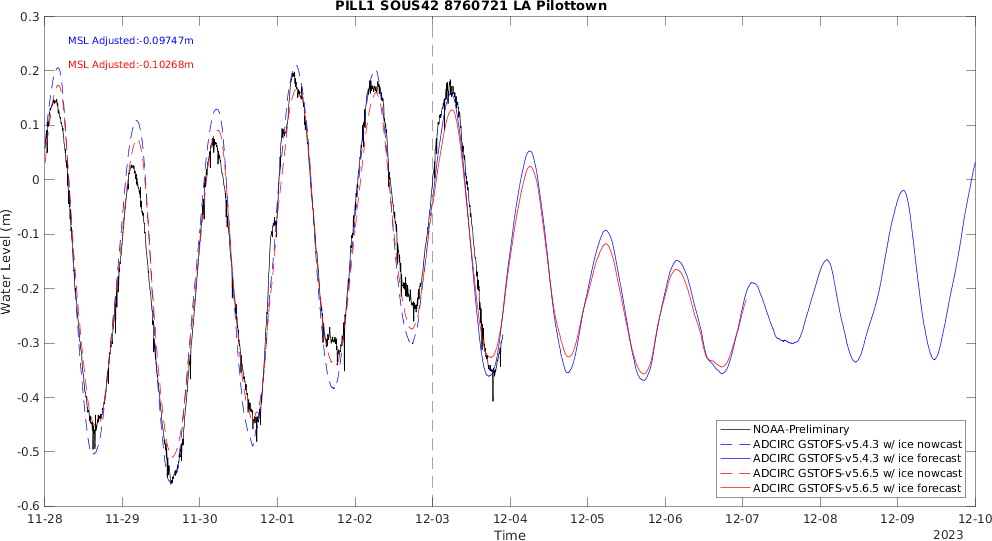 PILL1 SOUS42 8760721 LA Pilottown
MSL Adjusted:-0.09747m
MSL Adjusted:-0.10268m
Water Level (m)
0.3
0.2
0.1
0
-0.1
-0.2
-0.3
-0.4
-0.5
-0.6
NOAA-Preliminary
ADCIRC GSTOFS-v5.4.3 w/ ice nowcast
ADCIRC GSTOFS-v5.4.3 w/ ice forecast
ADCIRC GSTOFS-v5.6.5 w/ ice nowcast
ADCIRC GSTOFS-v5.6.5 w/ ice forecast
11-28 11-29 11-30 12-01 12-02 12-03 12-04 12-05 12-06 12-07 12-08 12-09 12-10
Time
2023